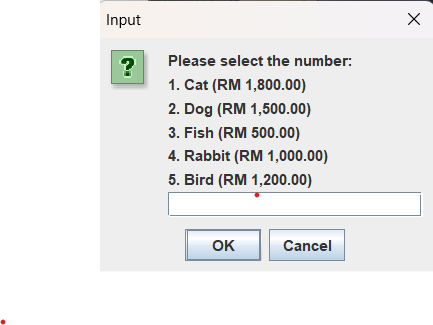 Input
Please select the number:
1. Cat (RM 1,800.00)
2. Dog (RM 1,500.00)
3. Fish (RM 500.00)
4. Rabbit (RM 1,000.00)
5. Bird (RM 1,200.00)
OK Cancel